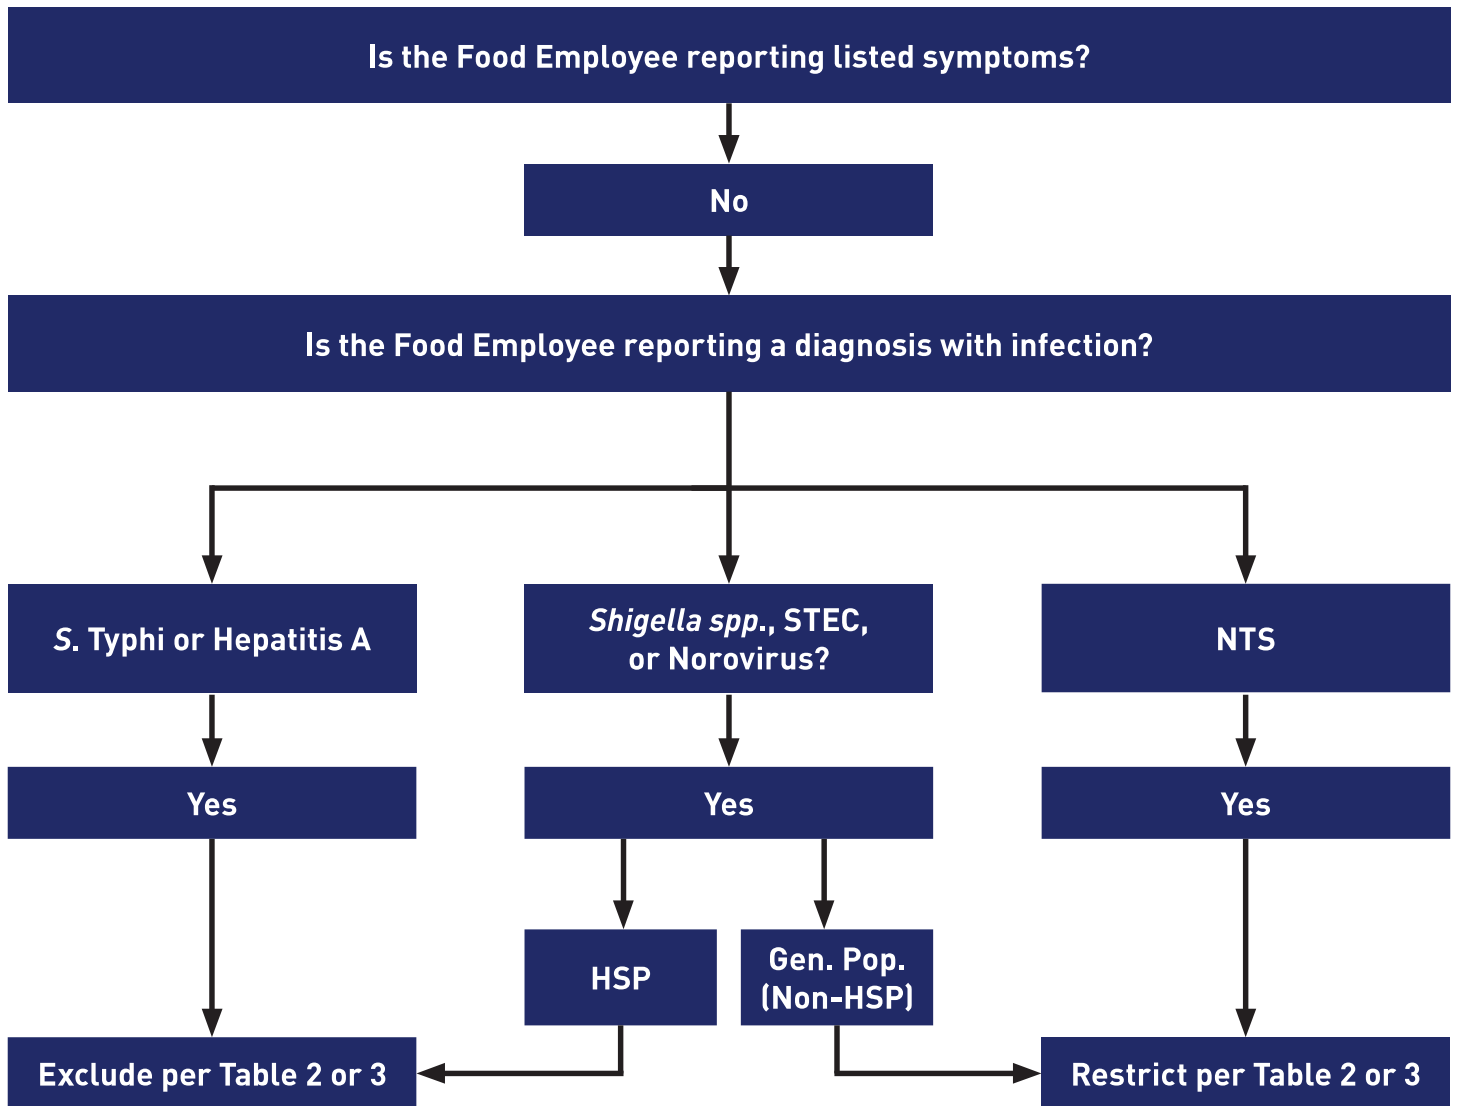 Is the Food Employee reporting listed symptoms?
No
Is the Food Employee reporting a diagnosis with infection?
S. Typhi or Hepatitis A
Shigella spp., STEC,
or Norovirus?
NTS
Yes
Yes
Yes
HSP
Gen. Pop.
(Non-HSP)
Exclude per Table 2 or 3
Restrict per Table 2 or 3